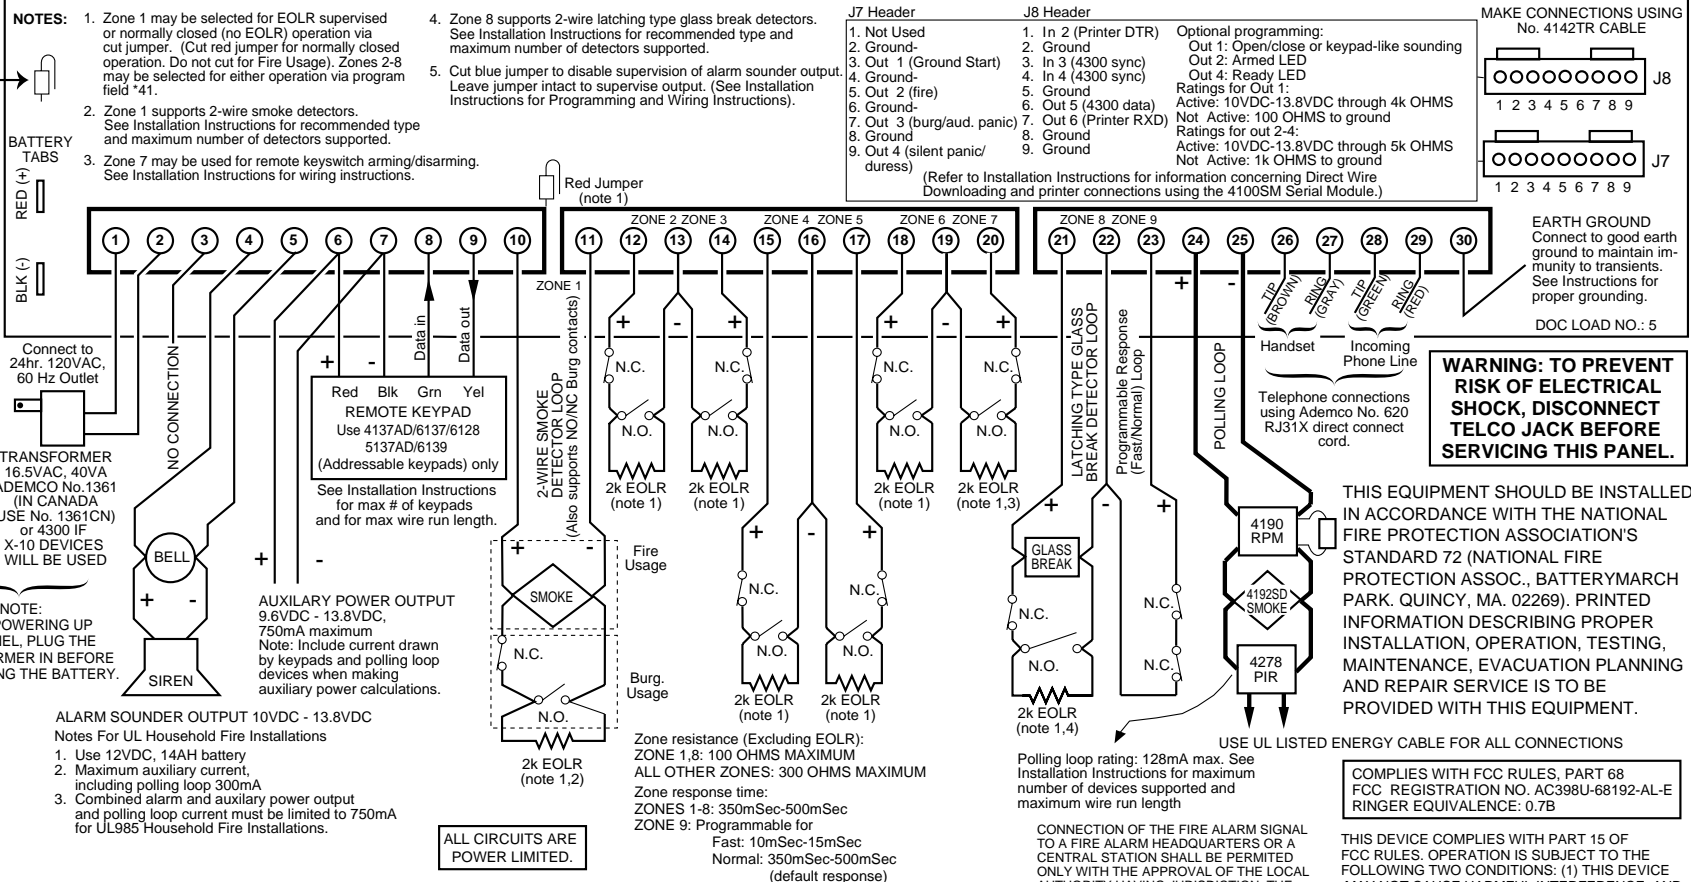 NOTES:
1. Zone 1 may be selected for EOLR supervised
or normally closed (no EOLR) operation via
cut jumper. (Cut red jumper for normally closed
operation. Do not cut for Fire Usage). Zones 2-8
may be selected for either operation via program
field *41.
2. Zone 1 supports 2-wire smoke detectors.
See Installation Instructions for recommended type
and maximum number of detectors supported.
3. Zone 7 may be used for remote keyswitch arming/disarming.
See Installation Instructions for wiring instructions.
4. Zone 8 supports 2-wire latching type glass break detectors.
See Installation Instructions for recommended type and
maximum number of detectors supported.
5. Cut blue jumper to disable supervision of alarm sounder output.
Leave jumper intact to supervise output. (See Installation
Instructions for Programming and Wiring Instructions).
J7 Header
1. Not Used
2. Ground-
3. Out 1 (Ground Start)
4. Ground-
5. Out 2 (fire)
6. Ground-
7. Out 3 (burg/aud. panic)
8. Ground
9. Out 4 (silent panic/
duress)
J8 Header
1. In 2 (Printer DTR)
2. Ground
3. In 3 (4300 sync)
4. In 4 (4300 sync)
5. Ground
6. Out 5 (4300 data)
7. Out 6 (Printer RXD)
8. Ground
9. Ground
Optional programming:
Out 1: Open/close or keypad-like sounding
Out 2: Armed LED
Out 4: Ready LED
Ratings for Out 1:
Active: 10VDC-13.8VDC through 4k OHMS
Not Active: 100 OHMS to ground
Ratings for out 2-4:
Active: 10VDC-13.8VDC through 5k OHMS
Not Active: 1k OHMS to ground
(Refer to Installation Instructions for information concerning Direct Wire
Downloading and printer connections using the 4100SM Serial Module.)
MAKE CONNECTIONS USING
No. 4142TR CABLE
J8
1 2 3 4 5 6 7 8 9
J7
1 2 3 4 5 6 7 8 9
BATTERY
TABS
RED (+)
BLK (-)
Red Jumper
(note 1)
ZONE 2 ZONE 3 ZONE 4 ZONE 5 ZONE 6 ZONE 7 ZONE 8 ZONE 9
1 2 3 4 5 6 7 8 9 10 11 12 13 14 15 16 17 18 19 20 21 22 23 24 25 26 27 28 29 30
ZONE 1
EARTH GROUND
Connect to good earth
ground to maintain im-
munity to transients.
See Instructions for
proper grounding.
DOC LOAD NO.: 5
Connect to
24hr. 120VAC,
60 Hz Outlet
TRANSFORMER
16.5VAC, 40VA
ADEMCO No.1361
(IN CANADA
USE No. 1361CN)
or 4300 IF
X-10 DEVICES
WILL BE USED
NOTE:
POWERING UP
NEL, PLUG THE
RMER IN BEFORE
NG THE BATTERY.
NO CONNECTION
BELL
+ -
SIREN
ALARM SOUNDER OUTPUT 10VDC - 13.8VDC
Notes For UL Household Fire Installations
1. Use 12VDC, 14AH battery
2. Maximum auxiliary current,
including polling loop 300mA
3. Combined alarm and auxilary power output
and polling loop current must be limited to 750mA
for UL985 Household Fire Installations.
+ -
AUXILARY POWER OUTPUT
9.6VDC - 13.8VDC,
750mA maximum
Note: Include current drawn
by keypads and polling loop
devices when making
auxiliary power calculations.
+ -
Data in
Data out
Red Blk Grn Yel
REMOTE KEYPAD
Use 4137AD/6137/6128
5137AD/6139
(Addressable keypads) only
See Installation Instructions
for max # of keypads
and for max wire run length.
2-WIRE SMOKE
DETECTOR LOOP
(Also supports NO/NC Burg contacts)
+ -
SMOKE
Fire
Usage
N.C.
N.O.
Burg.
Usage
2k EOLR
(note 1,2)
ALL CIRCUITS ARE
POWER LIMITED.
+ - +
N.C. N.C.
N.O. N.O.
2k EOLR
(note 1)
2k EOLR
(note 1)
+ - +
N.C. N.C.
N.O. N.O.
2k EOLR
(note 1)
2k EOLR
(note 1)
+ - +
N.C. N.C.
N.O. N.O.
2k EOLR
(note 1)
2k EOLR
(note 1,3)
Zone resistance (Excluding EOLR):
ZONE 1,8: 100 OHMS MAXIMUM
ALL OTHER ZONES: 300 OHMS MAXIMUM
Zone response time:
ZONES 1-8: 350mSec-500mSec
ZONE 9: Programmable for
Fast: 10mSec-15mSec
Normal: 350mSec-500mSec
(default response)
LATCHING TYPE GLASS
BREAK DETECTOR LOOP
Programmable Response
(Fast/Normal) Loop
+ - +
GLASS
BREAK
N.C.
N.O.
N.C.
N.C.
2k EOLR
(note 1,4)
+ -
POLLING LOOP
4190
RPM
4192SD
SMOKE
4278
PIR
Polling loop rating: 128mA max. See
Installation Instructions for maximum
number of devices supported and
maximum wire run length
TIP
(BROWN)
RING
(GRAY)
TIP
(GREEN)
RING
(RED)
Handset
Incoming
Phone Line
Telephone connections
using Ademco No. 620
RJ31X direct connect
cord.
WARNING: TO PREVENT
RISK OF ELECTRICAL
SHOCK, DISCONNECT
TELCO JACK BEFORE
SERVICING THIS PANEL.
THIS EQUIPMENT SHOULD BE INSTALLED
IN ACCORDANCE WITH THE NATIONAL
FIRE PROTECTION ASSOCIATION'S
STANDARD 72 (NATIONAL FIRE
PROTECTION ASSOC., BATTERYMARCH
PARK. QUINCY, MA. 02269). PRINTED
INFORMATION DESCRIBING PROPER
INSTALLATION, OPERATION, TESTING,
MAINTENANCE, EVACUATION PLANNING
AND REPAIR SERVICE IS TO BE
PROVIDED WITH THIS EQUIPMENT.
USE UL LISTED ENERGY CABLE FOR ALL CONNECTIONS
COMPLIES WITH FCC RULES, PART 68
FCC REGISTRATION NO. AC398U-68192-AL-E
RINGER EQUIVALENCE: 0.7B
CONNECTION OF THE FIRE ALARM SIGNAL
TO A FIRE ALARM HEADQUARTERS OR A
CENTRAL STATION SHALL BE PERMITTED
ONLY WITH THE APPROVAL OF THE LOCAL
THIS DEVICE COMPLIES WITH PART 15 OF
FCC RULES. OPERATION IS SUBJECT TO THE
FOLLOWING TWO CONDITIONS: (1) THIS DEVICE